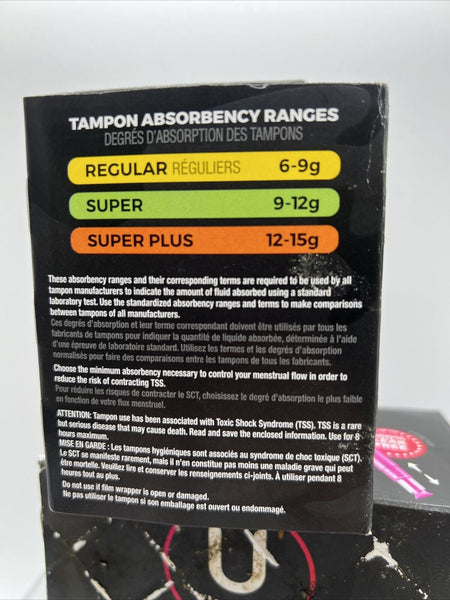 TAMPON ABSORBENCY RANGES
DEGRÉS D'ABSORPTION DES TAMPONS
REGULAR RÉGULIERS 6-9g
SUPER 9-12g
SUPER PLUS 12-15g
These absorbency ranges and their corresponding terms are required to be used by all
tampon manufacturers to indicate the amount of fluid absorbed using a standard
laboratory test. Use the standardized absorbency ranges and terms to make comparisons
between tampons of all manufacturers.
Ces degrés d'absorption et leur terme correspondant doivent être utilisés par tous les
fabricants de tampons pour indiquer la quantité de liquide absorbée, déterminée à l'aide
d'une épreuve de laboratoire standard. Utilisez les termes et les degrés d'absorption
normalisés pour faire des comparaisons entre les tampons de tous les fabricants.
Choose the minimum absorbency necessary to control your menstrual flow in order to
reduce the risk of contracting TSS.
Pour réduire les risques de contracter le SCT, choisissez le degré d'absorption le plus faible
en fonction de votre flux menstruel.
ATTENTION: Tampon use has been associated with Toxic Shock Syndrome (TSS). TSS is a rare
but serious disease that may cause death. Read and save the enclosed information. Use for 8
hours maximum.
MISE EN GARDE : Les tampons hygiéniques sont associés au syndrome de choc toxique (SCT).
Le SCT se manifeste rarement, mais il n'en constitue pas moins une maladie grave qui peut
être mortelle. Veuillez lire et conserver les renseignements ci-joints. À utiliser pendant 8
heures tout au plus.
Do not use if film wrapper is open or damaged.
Ne pas utiliser le tampon si son emballage est ouvert ou endommagé.